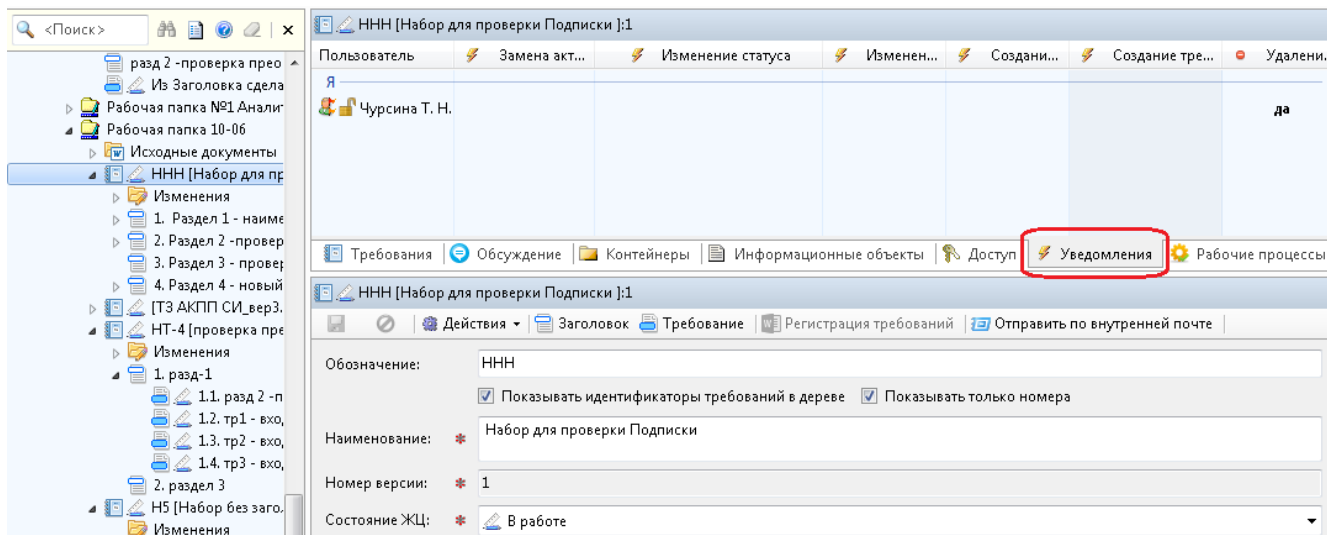 <Поиск>
разд 2 -проверка прео
Из Заголовка сдела
Рабочая папка №1 Аналит
Рабочая папка 10-06
Исходные документы
ННН [Набор для пр
Изменения
1. Раздел 1 - наиме
2. Раздел 2 -провер
3. Раздел 3 - провер
4. Раздел 4 - новый
[ТЗ АКПП СИ_вер3.
НТ-4 [проверка пре
Изменения
1. разд-1
1.1. разд 2 -п
1.2. тр1 - вхо,
1.3. тр2 - вхо,
1.4. тр3 - вхо,
2. раздел 3
Н5 [Набор без заго.
Изменения
ННН [Набор для проверки Подписки ]:1
Пользователь Замена акт... Изменение статуса Изменен... Создани... Создание тре... Удалени.
Я
Чурсина Т. Н. да
Требования Обсуждение Контейнеры Информационные объекты Доступ Уведомления Рабочие процессы
ННН [Набор для проверки Подписки ]:1
Действия Заголовок Требование Регистрация требований Отправить по внутренней почте
Обозначение: ННН
Показывать идентификаторы требований в дереве Показывать только номера
Наименование: * Набор для проверки Подписки
Номер версии: * 1
Состояние ЖЦ: * В работе